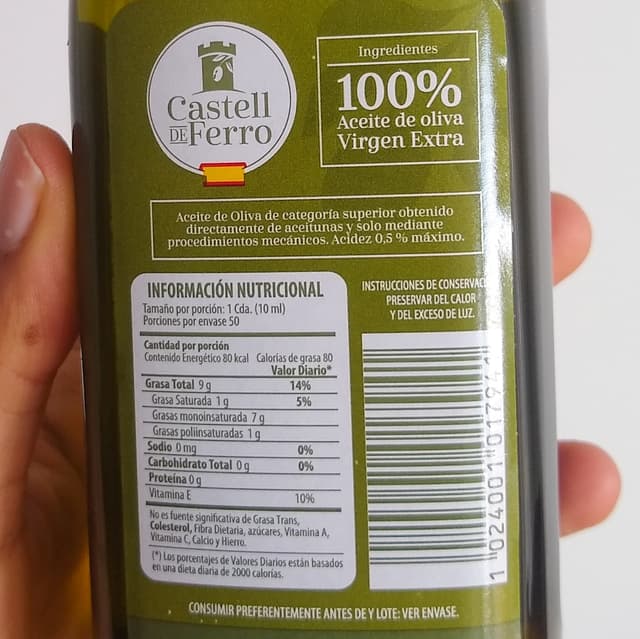 Castell
DE Ferro
Ingredientes
100%
Aceite de oliva
Virgen Extra
Aceite de Oliva de categoría superior obtenido
directamente de aceitunas y solo mediante
procedimientos mecánicos. Acidez 0,5 % máximo.
INFORMACIÓN NUTRICIONAL
Tamaño por porción: 1 Cda. (10 ml)
Porciones por envase 50
Cantidad por porción
Contenido Energético 80 kcal Calorías de grasa 80
Valor Diario*
Grasa Total 9 g 14%
Grasa Saturada 1 g 5%
Grasas monoinsaturada 7 g
Grasas poliinsaturadas 1 g
Sodio 0 mg 0%
Carbohidrato Total 0 g 0%
Proteína 0 g
Vitamina E 10%
No es fuente significativa de Grasa Trans,
Colesterol, Fibra Dietaria, azúcares, Vitamina A,
Vitamina C, Calcio y Hierro.
(*) Los porcentajes de Valores Diarios están basados
en una dieta diaria de 2000 calorías.
INSTRUCCIONES DE
PRESERVAR DEL CALOR
Y DEL EXCESO DE LUZ.
CONSUMIR PREFERENTEMENTE ANTES DE Y LOTE: VER ENVASE.